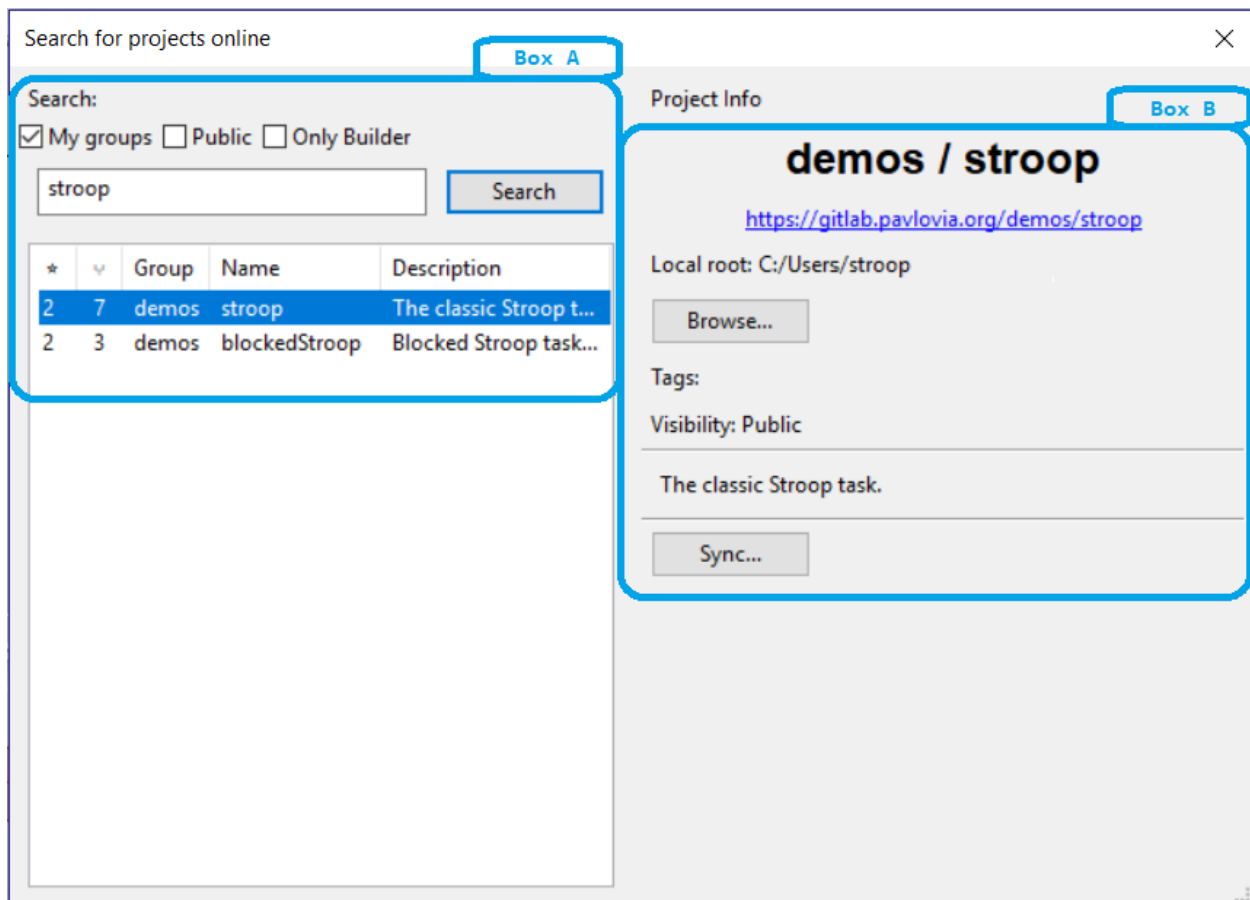 Search for projects online
Box A
Search:
My groups Public Only Builder
stroop Search
Group Name Description
2 7 demos stroop The classic Stroop t...
2 3 demos blockedStroop Blocked Stroop task...
Project Info
Box B
demos / stroop
https://gitlab.pavlovia.org/demos/stroop
Local root: C:/Users/stroop
Browse...
Tags:
Visibility: Public
The classic Stroop task.
Sync...